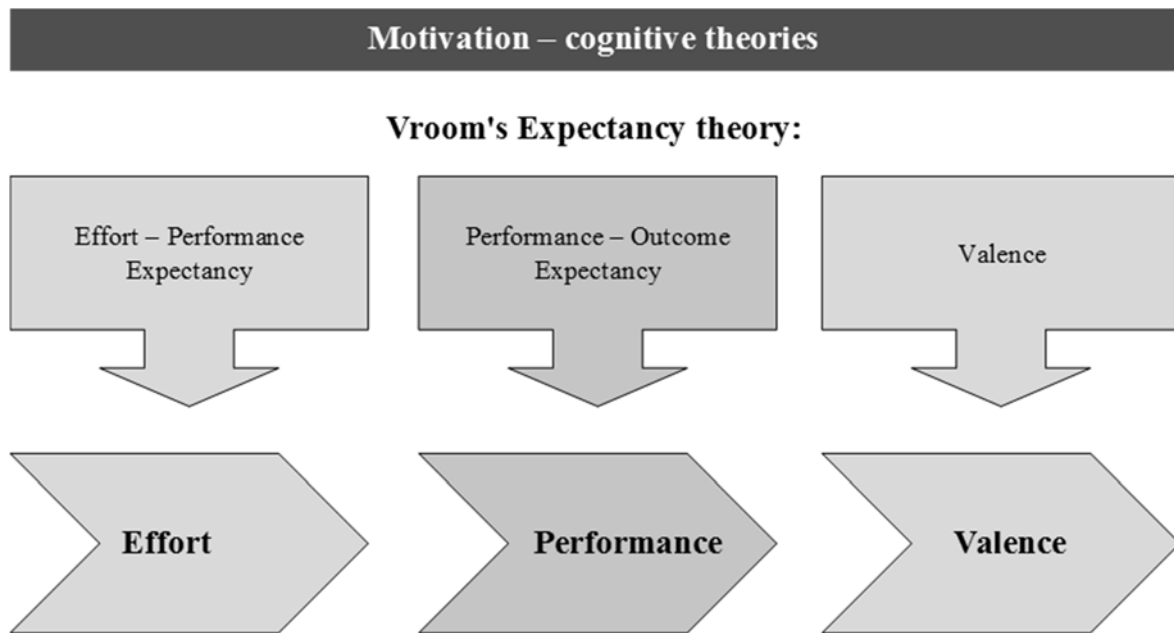 Motivation – cognitive theories
Vroom's Expectancy theory:
Effort – Performance
Expectancy
Performance – Outcome
Expectancy
Valence
Effort
Performance
Valence